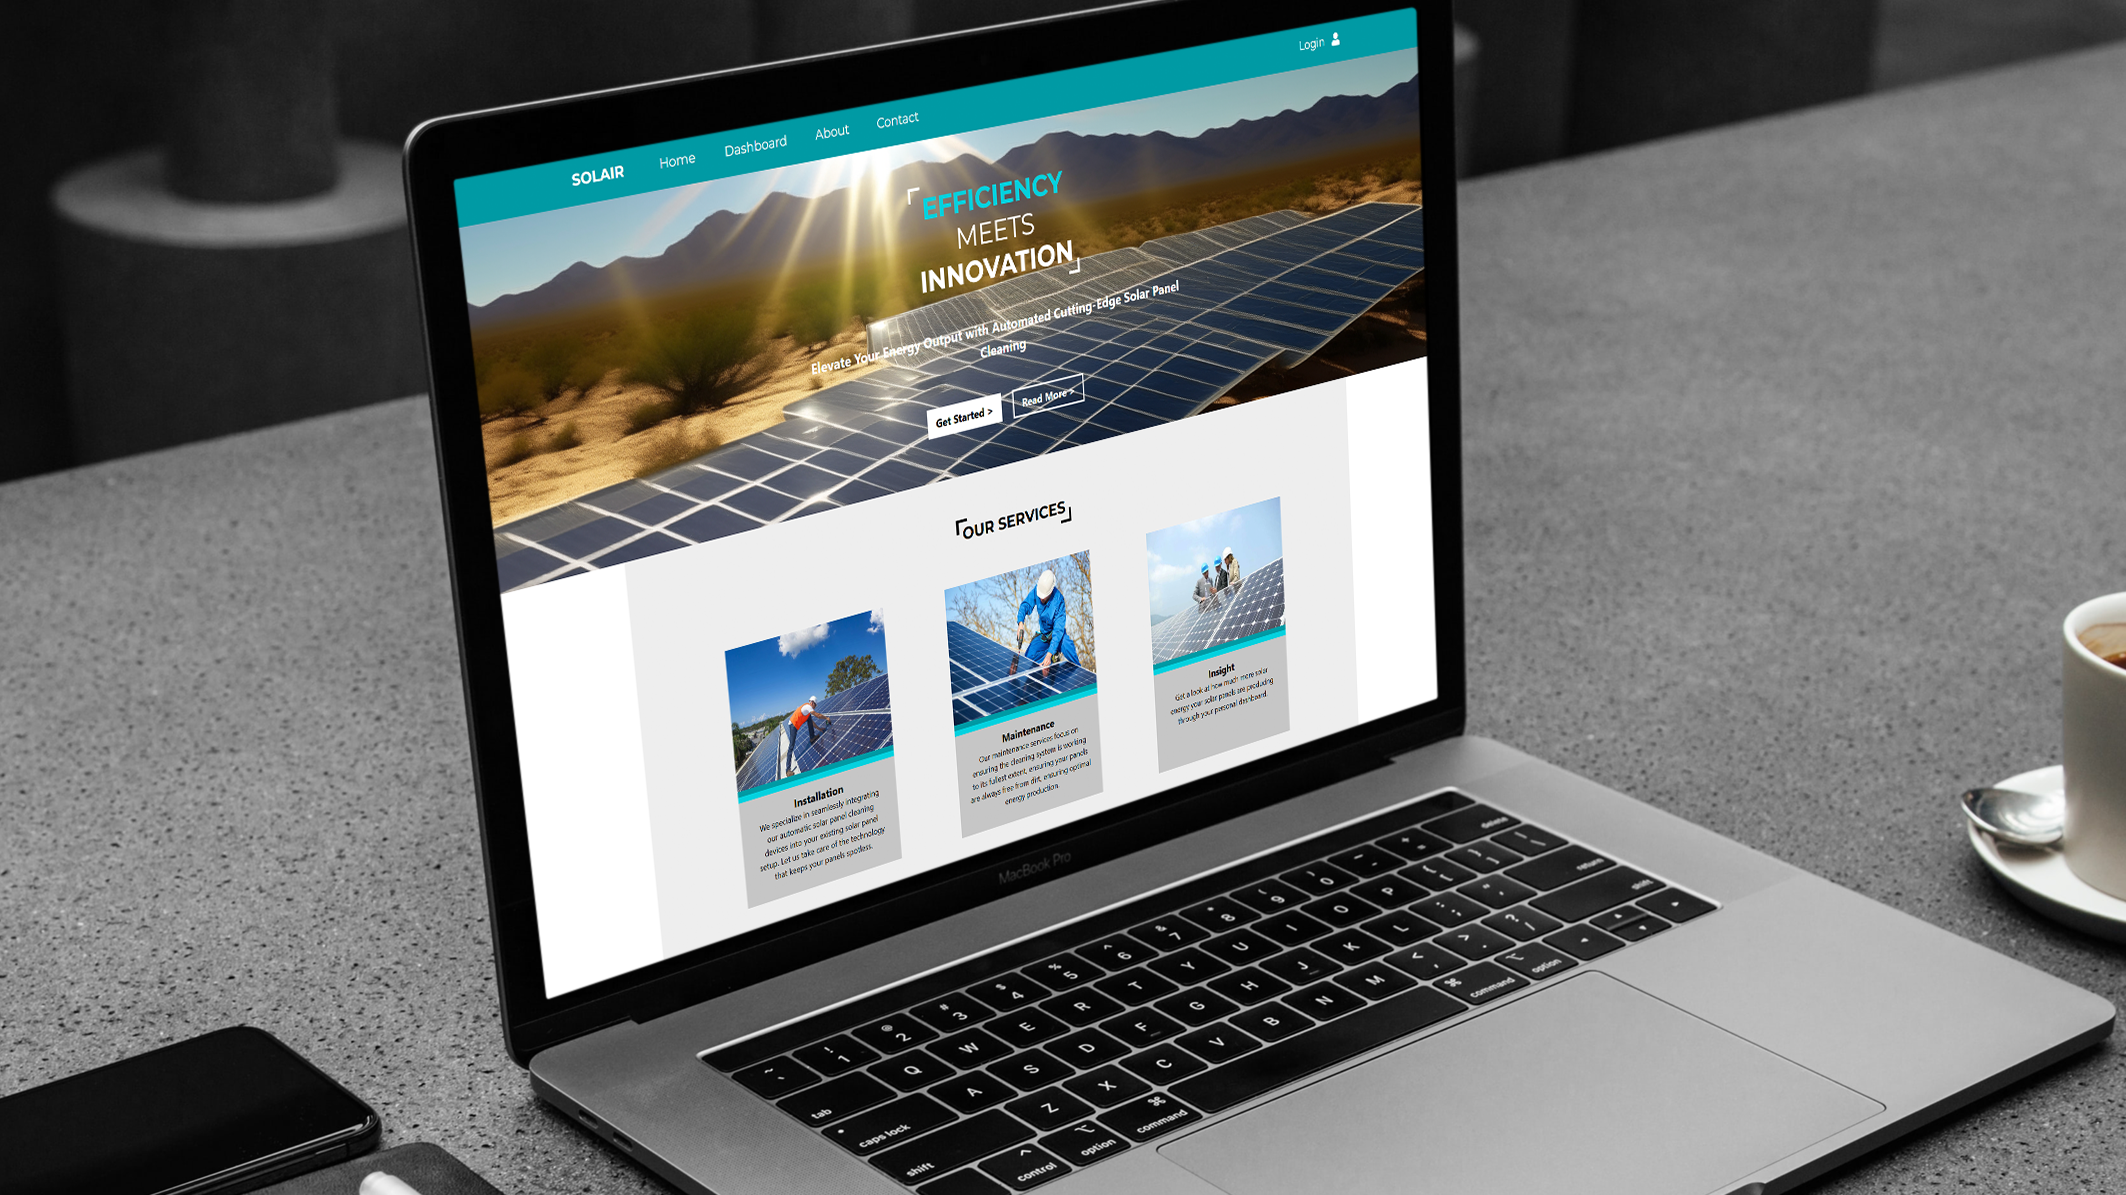 SOLAIR Home Dashboard About Contact Login
EFFICIENCY
MEETS
INNOVATION
Elevate Your Energy Output with Automated Cutting-Edge Solar Panel
Cleaning
Get Started > Read More >
OUR SERVICES
Installation
We specialize in seamlessly integrating
our automatic solar panel cleaning
devices into your existing solar panel
setup. Let us take care of the technology
that keeps your panels spotless.
Maintenance
Our maintenance services focus on
ensuring the cleaning system is working
to its fullest extent, ensuring your panels
are always free from dirt, ensuring optimal
energy production.
Insight
Get a look at how much more solar
energy your solar panels are producing
through your personal dashboard.
MacBook Pro
~ ` ! 1 @ 2 # 3 $ 4 % 5 ^ 6 & 7 * 8 ( 9 ) 0 _ - + = delete
tab Q W E R T Y U I O P { [ } ] | \
caps lock A S D F G H J K L : ; " ' return
shift Z X C V B N M < , > . ? / shift
control option command command option